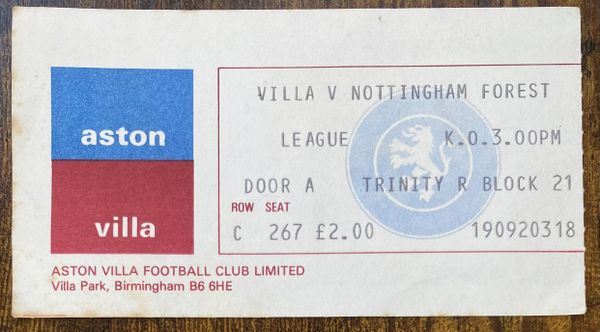 aston
villa
VILLA V NOTTINGHAM FOREST
LEAGUE K.O.3.00PM
DOOR A TRINITY R BLOCK 21
ROW SEAT
C 267 £2.00 190920318
ASTON VILLA FOOTBALL CLUB LIMITED
Villa Park, Birmingham B6 6HE